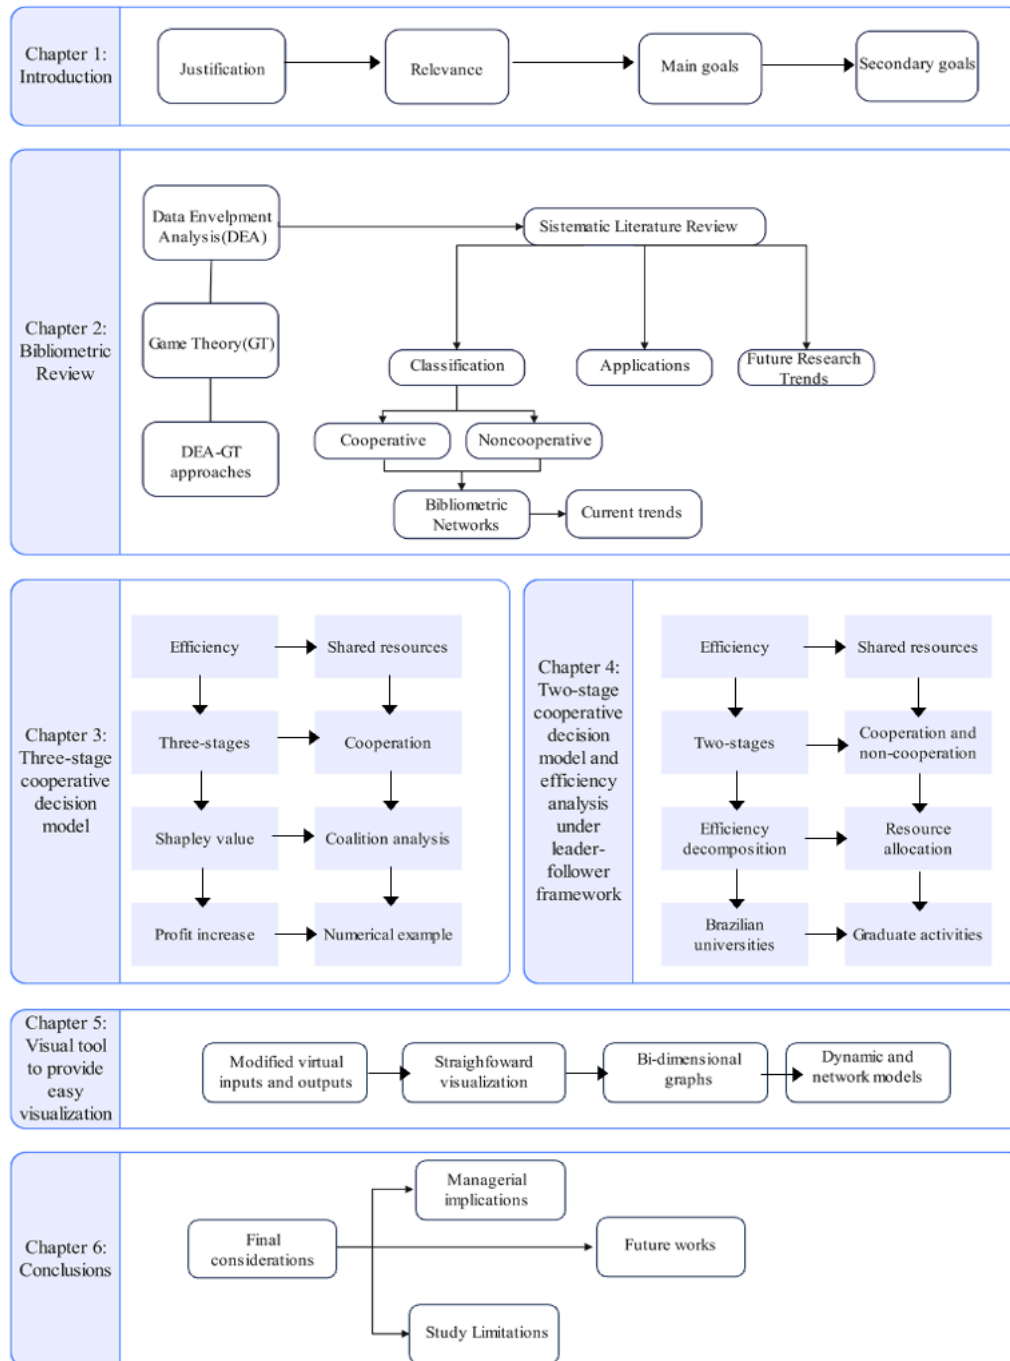 Chapter 1:
Introduction
Justification
Relevance
Main goals
Secondary goals
Chapter 2:
Bibliometric
Review
Data Envelpment
Analysis(DEA)
Sistematic Literature Review
Game Theory(GT)
Classification
Applications
Future Research
Trends
Cooperative
Noncooperative
DEA-GT
approaches
Bibliometric
Networks
Current trends
Chapter 3:
Three-stage
cooperative
decision
model
Efficiency
Shared resources
Three-stages
Cooperation
Shapley value
Coalition analysis
Profit increase
Numerical example
Chapter 4:
Two-stage
cooperative
decision
model and
efficiency
analysis
under
leader-
follower
framework
Efficiency
Shared resources
Two-stages
Cooperation and
non-cooperation
Efficiency
decomposition
Resource
allocation
Brazilian
universities
Graduate activities
Chapter 5:
Visual tool
to provide
easy
visualization
Modified virtual
inputs and outputs
Straighfoward
visualization
Bi-dimensional
graphs
Dynamic and
network models
Chapter 6:
Conclusions
Final
considerations
Managerial
implications
Future works
Study Limitations